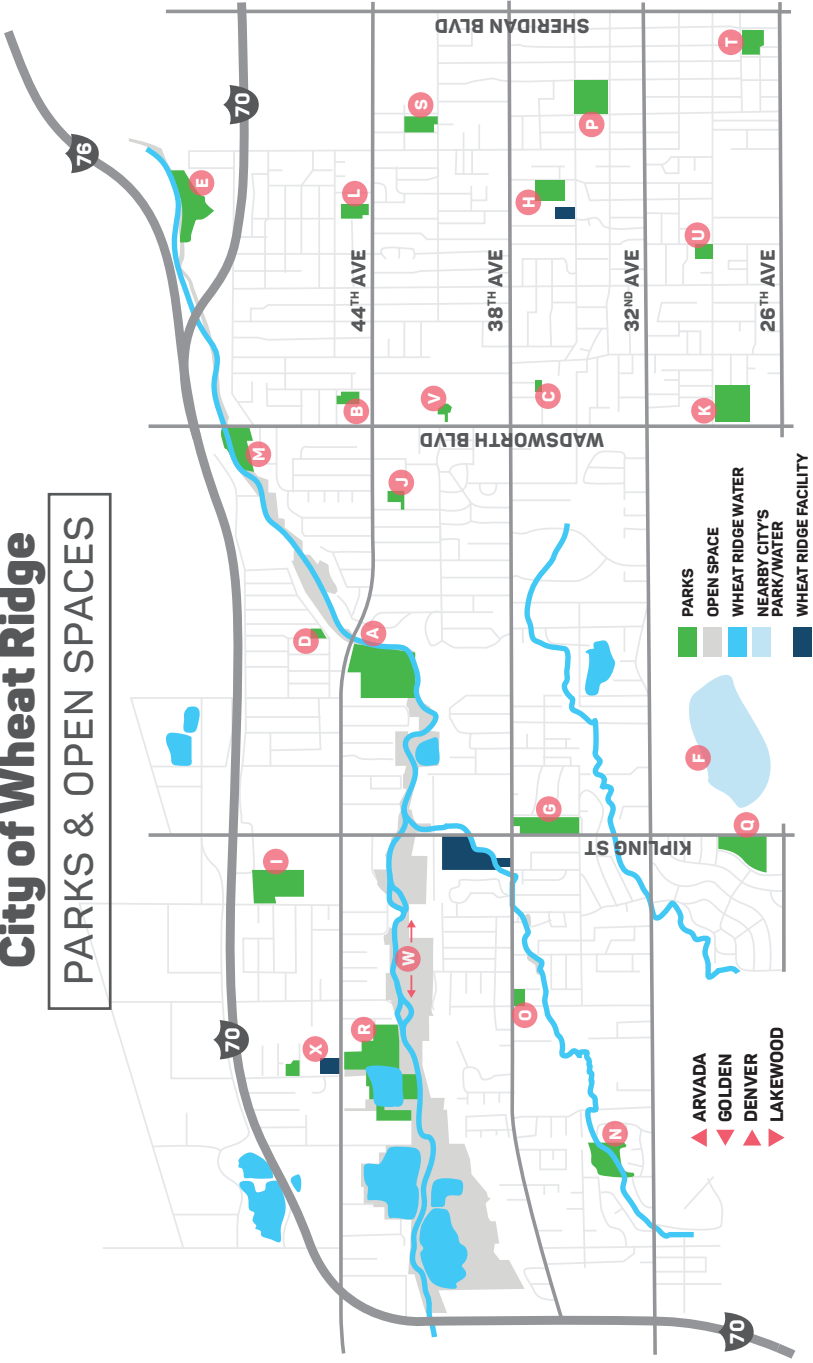 City of Wheat Ridge
PARKS & OPEN SPACES
76
70
70
70
SHERIDAN BLVD
WADSWORTH BLVD
KIPLING ST
44TH AVE
38TH AVE
32ND AVE
26TH AVE
E
M
D
I
X
L
B
A
R
S
V
J
W
H
C
G
O
P
N
T
U
K
F
Q
PARKS
OPEN SPACE
WHEAT RIDGE WATER
NEARBY CITY'S
PARK/WATER
WHEAT RIDGE FACILITY
ARVADA
GOLDEN
DENVER
LAKEWOOD